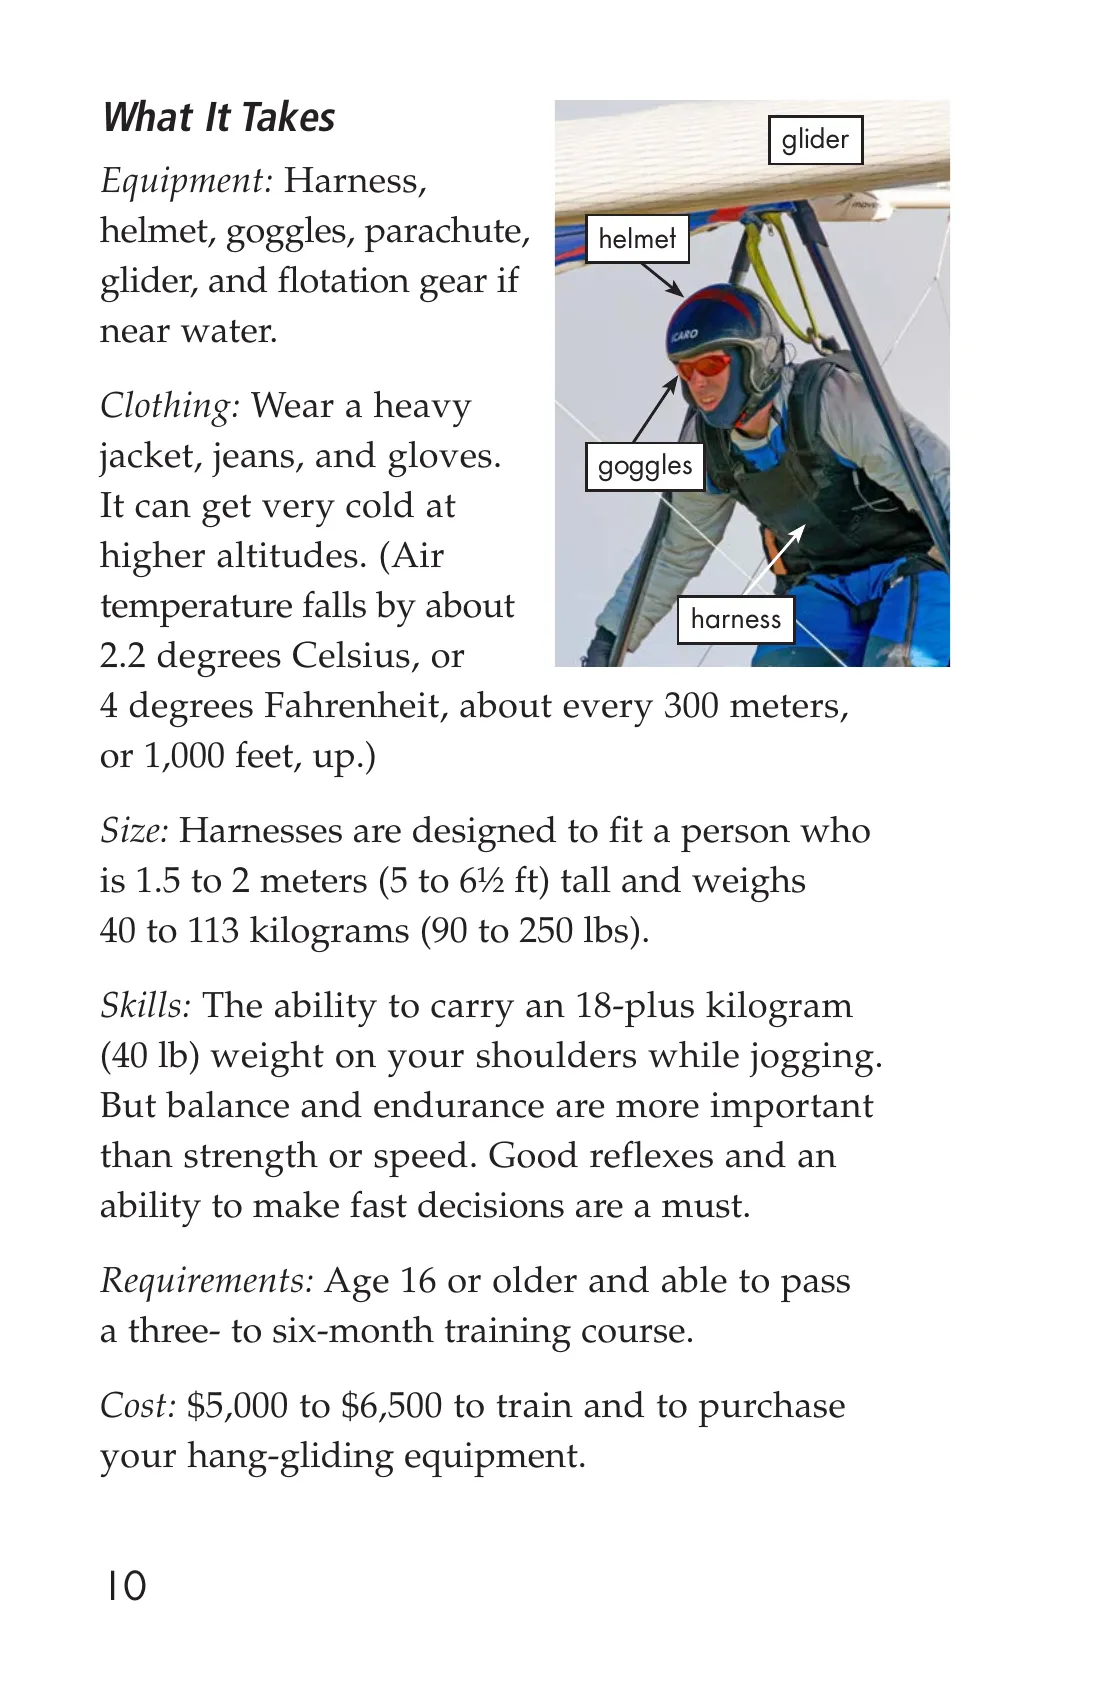 What It Takes
Equipment: Harness,
helmet, goggles, parachute,
glider, and flotation gear if
near water.
Clothing: Wear a heavy
jacket, jeans, and gloves.
It can get very cold at
higher altitudes. (Air
temperature falls by about
2.2 degrees Celsius, or
4 degrees Fahrenheit, about every 300 meters,
or 1,000 feet, up.)
glider
move
helmet
ICARO
goggles
harness
Size: Harnesses are designed to fit a person who
is 1.5 to 2 meters (5 to 6½ ft) tall and weighs
40 to 113 kilograms (90 to 250 lbs).
Skills: The ability to carry an 18-plus kilogram
(40 lb) weight on your shoulders while jogging.
But balance and endurance are more important
than strength or speed. Good reflexes and an
ability to make fast decisions are a must.
Requirements: Age 16 or older and able to pass
a three- to six-month training course.
Cost: $5,000 to $6,500 to train and to purchase
your hang-gliding equipment.
10